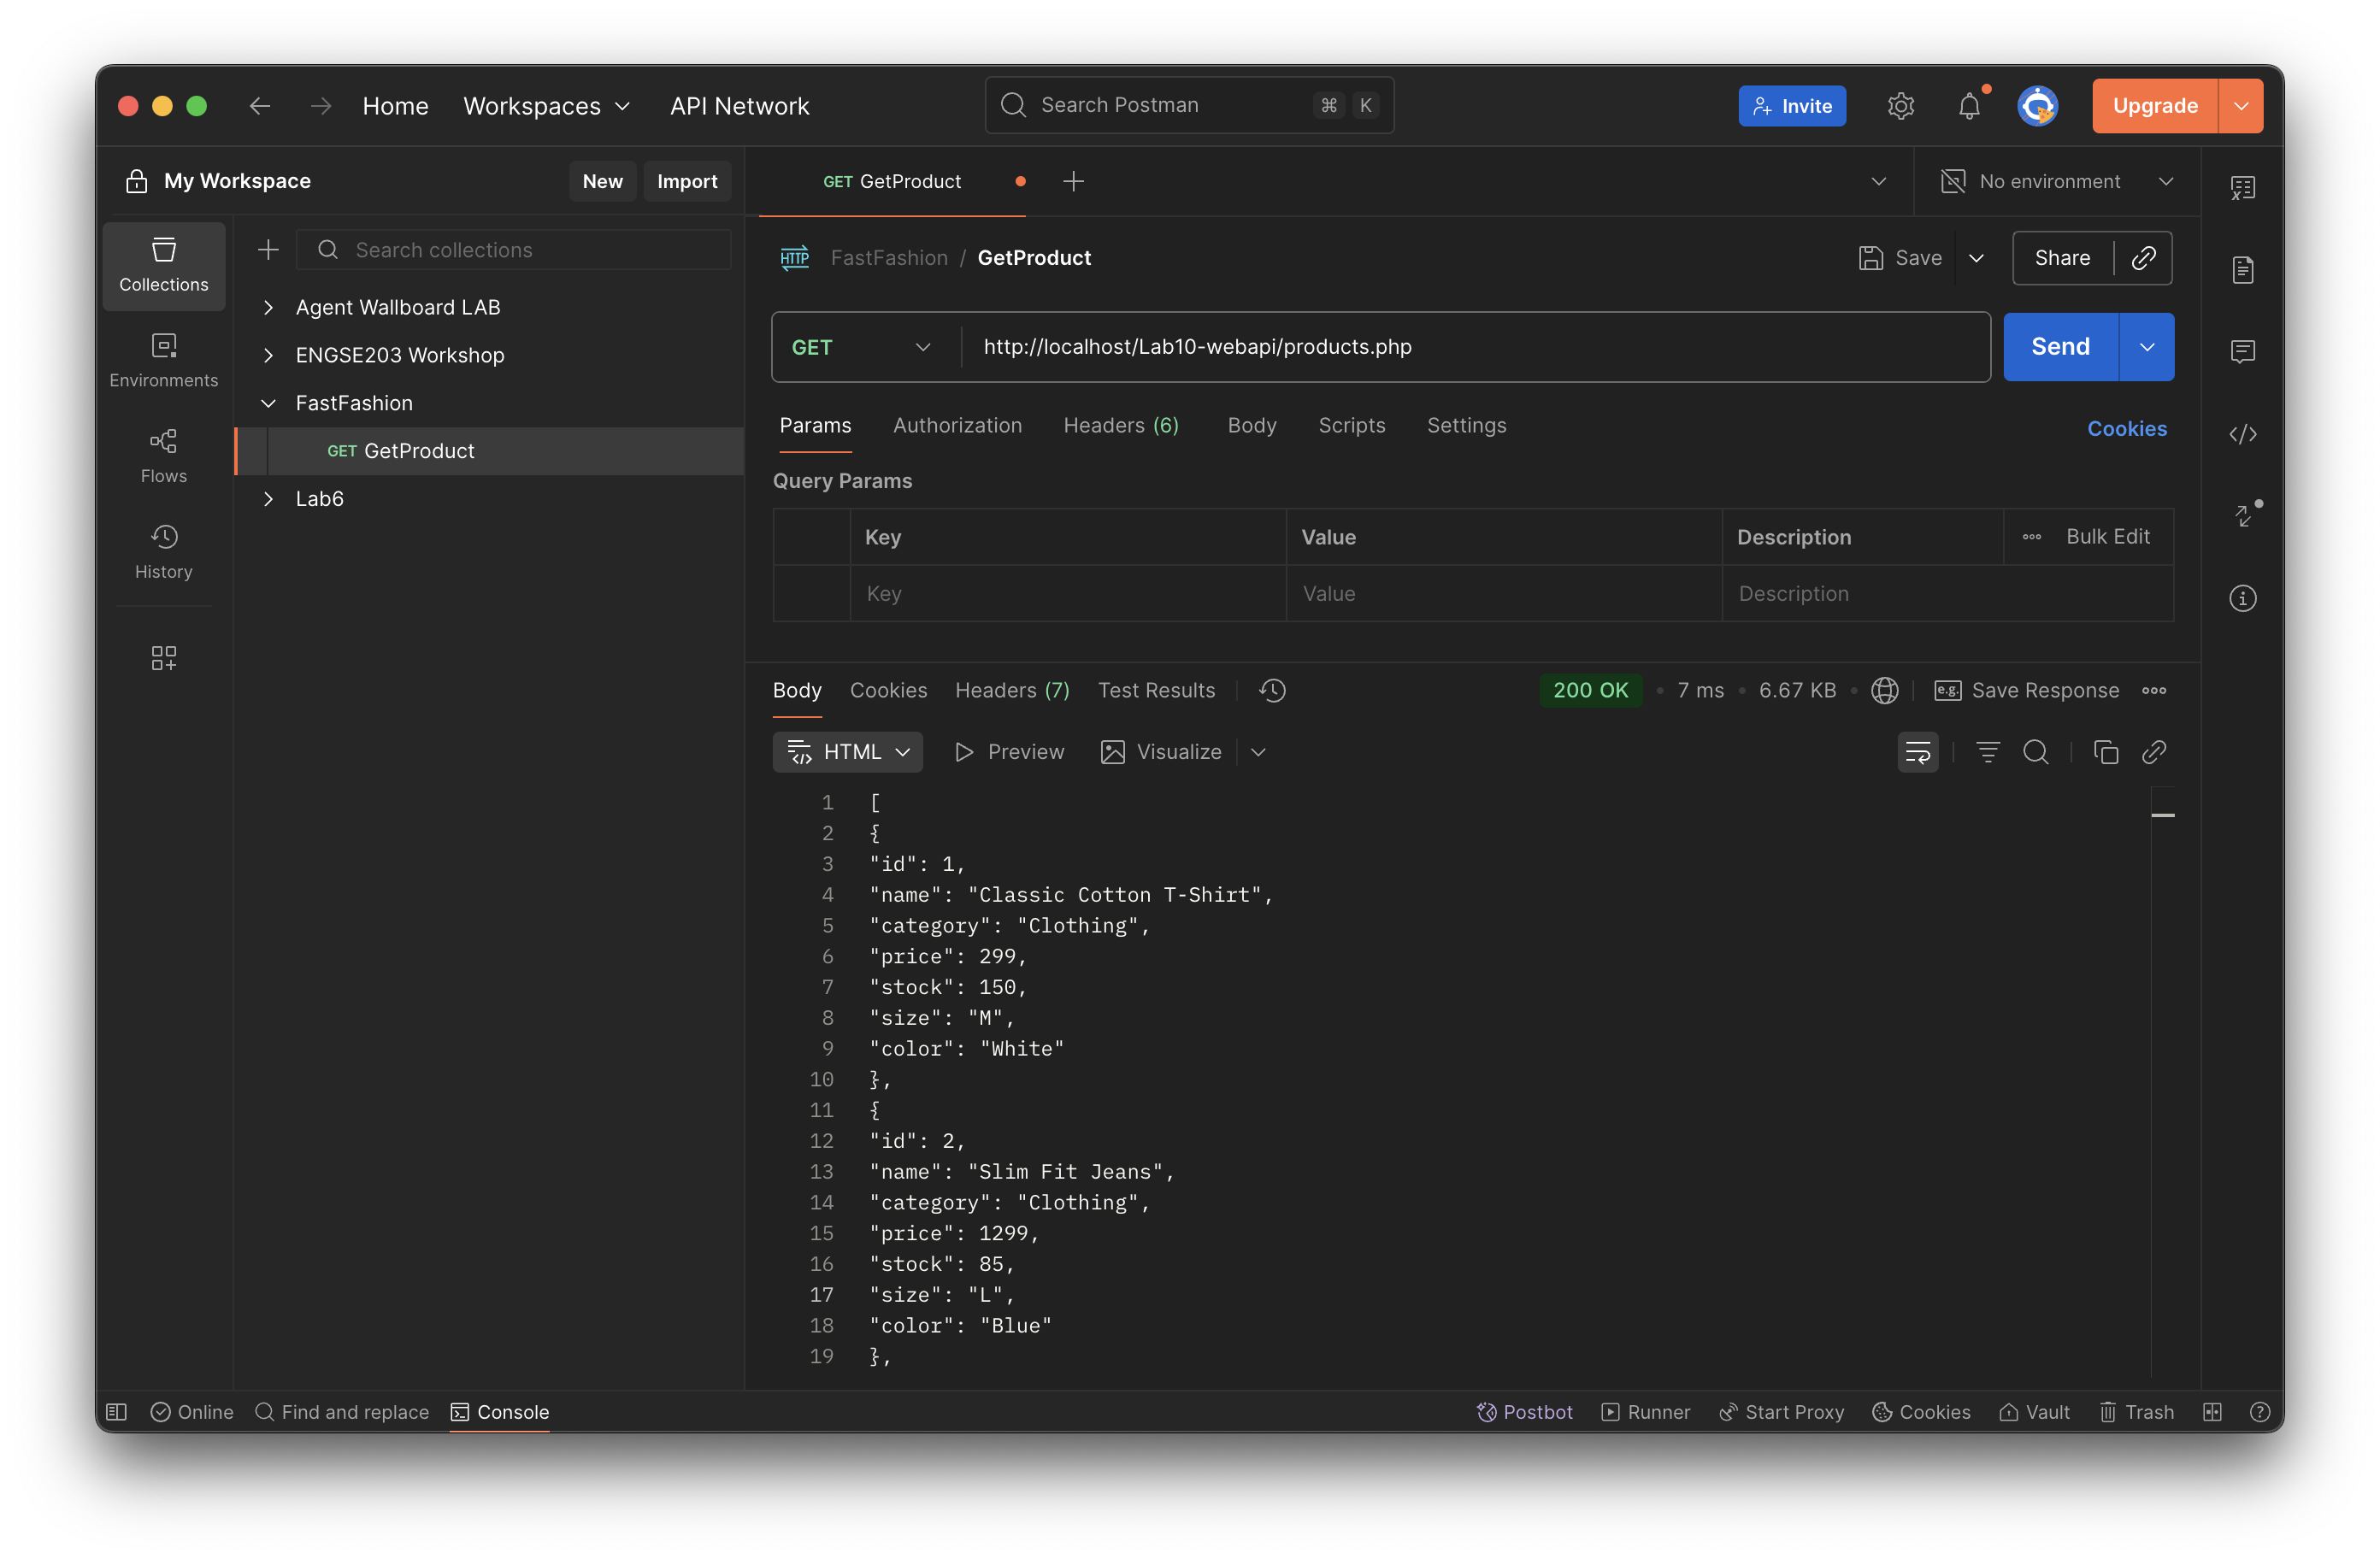 Home
Workspaces
API Network
Search Postman
⌘ K
Invite
Upgrade
My Workspace
New
Import
GET GetProduct
No environment
Collections
Environments
Flows
History
Search collections
Agent Wallboard LAB
ENGSE203 Workshop
FastFashion
GET GetProduct
Lab6
HTTP
FastFashion / GetProduct
Save
Share
GET
http://localhost/Lab10-webapi/products.php
Send
Params
Authorization
Headers (6)
Body
Scripts
Settings
Cookies
Query Params
Key
Value
Description
Bulk Edit
Key
Value
Description
Body
Cookies
Headers (7)
Test Results
200 OK
7 ms
6.67 KB
e.g.
Save Response
HTML
Preview
Visualize
1 [
2 {
3 "id": 1,
4 "name": "Classic Cotton T-Shirt",
5 "category": "Clothing",
6 "price": 299,
7 "stock": 150,
8 "size": "M",
9 "color": "White"
10 },
11 {
12 "id": 2,
13 "name": "Slim Fit Jeans",
14 "category": "Clothing",
15 "price": 1299,
16 "stock": 85,
17 "size": "L",
18 "color": "Blue"
19 },
Online
Find and replace
Console
Postbot
Runner
Start Proxy
Cookies
Vault
Trash